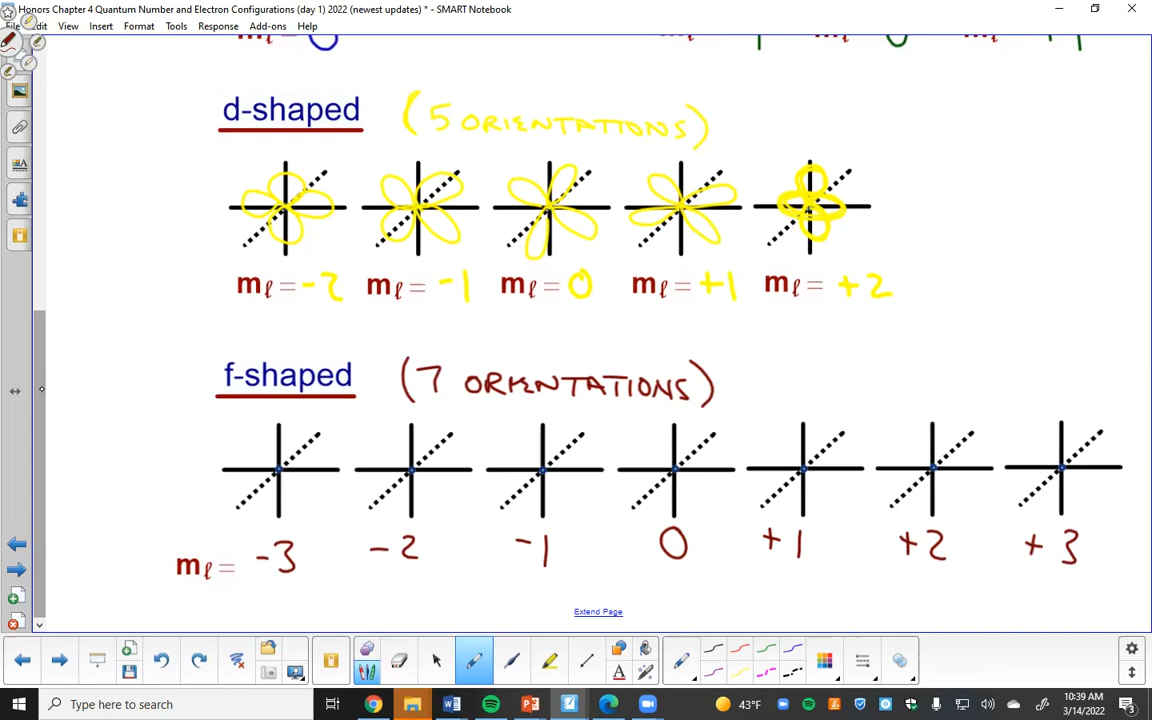 Honors Chapter 4 Quantum Number and Electron Configurations (day 1) 2022 (newest updates) * - SMART Notebook
View Insert Format Tools Response Add-ons Help
d-shaped (5 ORIENTATIONS)
mℓ = -2 mℓ = -1 mℓ = 0 mℓ = +1 mℓ = +2
f-shaped (7 ORIENTATIONS)
mℓ = -3 -2 -1 0 +1 +2 +3
Extend Page
Type here to search
43°F
10:39 AM
3/14/2022